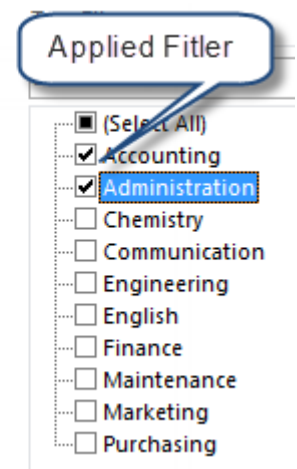 Applied Fitler
(Select All)
Accounting
Administration
Chemistry
Communication
Engineering
English
Finance
Maintenance
Marketing
Purchasing